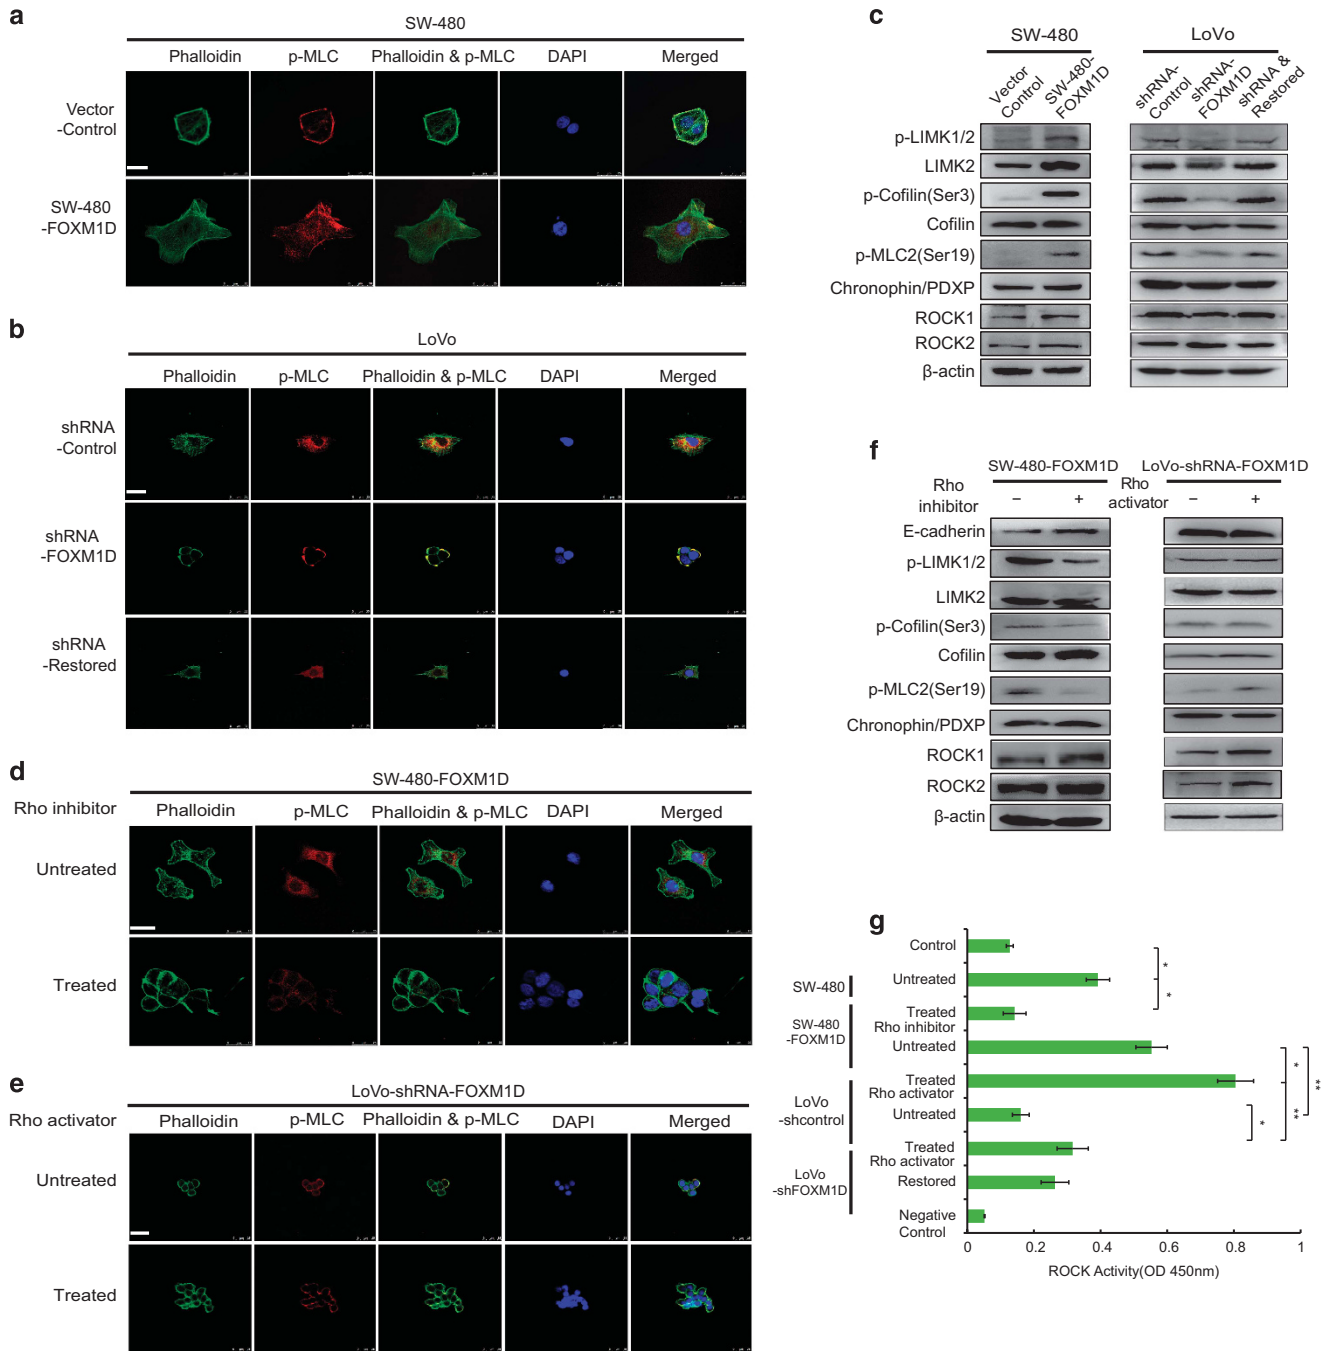 a
SW-480
Phalloidin p-MLC Phalloidin & p-MLC DAPI Merged
Vector
-Control
SW-480
-FOXM1D
b
LoVo
Phalloidin p-MLC Phalloidin & p-MLC DAPI Merged
shRNA
-Control
shRNA
-FOXM1D
shRNA
-Restored
c
SW-480 LoVo
Vector
Control
SW-480-
FOXM1D
shRNA-
Control
shRNA-
FOXM1D
shRNA &
Restored
p-LIMK1/2
LIMK2
p-Cofilin(Ser3)
Cofilin
p-MLC2(Ser19)
Chronophin/PDXP
ROCK1
ROCK2
β-actin
d
SW-480-FOXM1D
Rho inhibitor
Phalloidin p-MLC Phalloidin & p-MLC DAPI Merged
Untreated
Treated
e
LoVo-shRNA-FOXM1D
Rho activator
Phalloidin p-MLC Phalloidin & p-MLC DAPI Merged
Untreated
Treated
f
SW-480-FOXM1D LoVo-shRNA-FOXM1D
Rho
inhibitor
– +
Rho
activator
– +
E-cadherin
p-LIMK1/2
LIMK2
p-Cofilin(Ser3)
Cofilin
p-MLC2(Ser19)
Chronophin/PDXP
ROCK1
ROCK2
β-actin
g
Control
Untreated
Treated
Rho inhibitor
Untreated
Treated
Rho activator
Untreated
Treated
Rho activator
Restored
Negative
Control
SW-480
SW-480
-FOXM1D
LoVo
-shcontrol
LoVo
-shFOXM1D
*
*
*
**
**
*
0 0.2 0.4 0.6 0.8 1
ROCK Activity(OD 450nm)